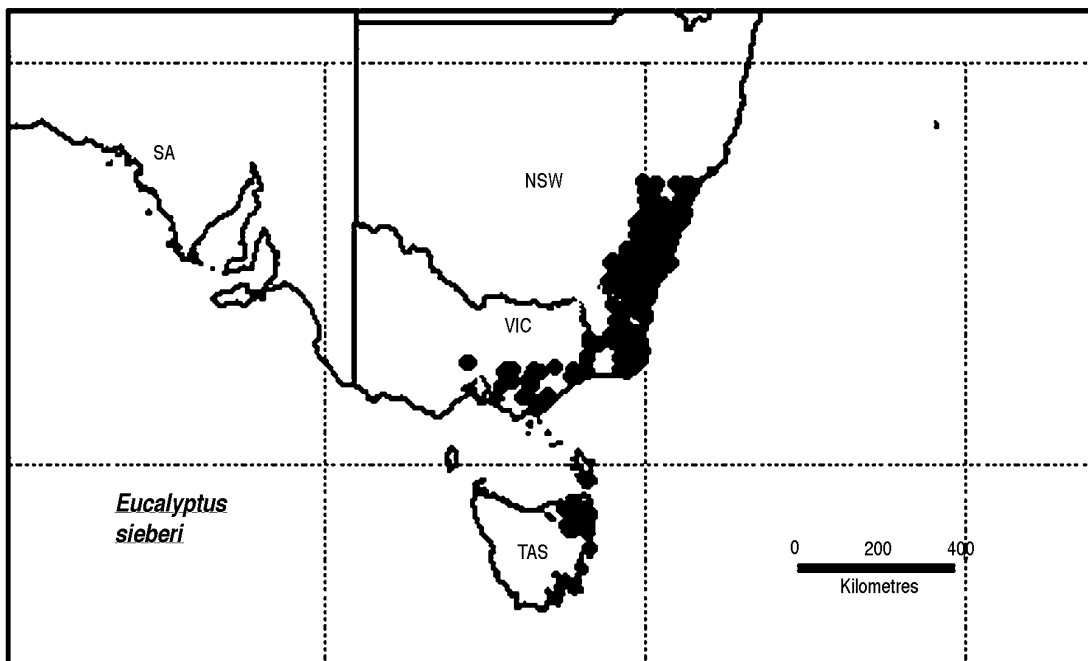 SA
NSW
VIC
Eucalyptus
sieberi
TAS
0 200 400
Kilometres